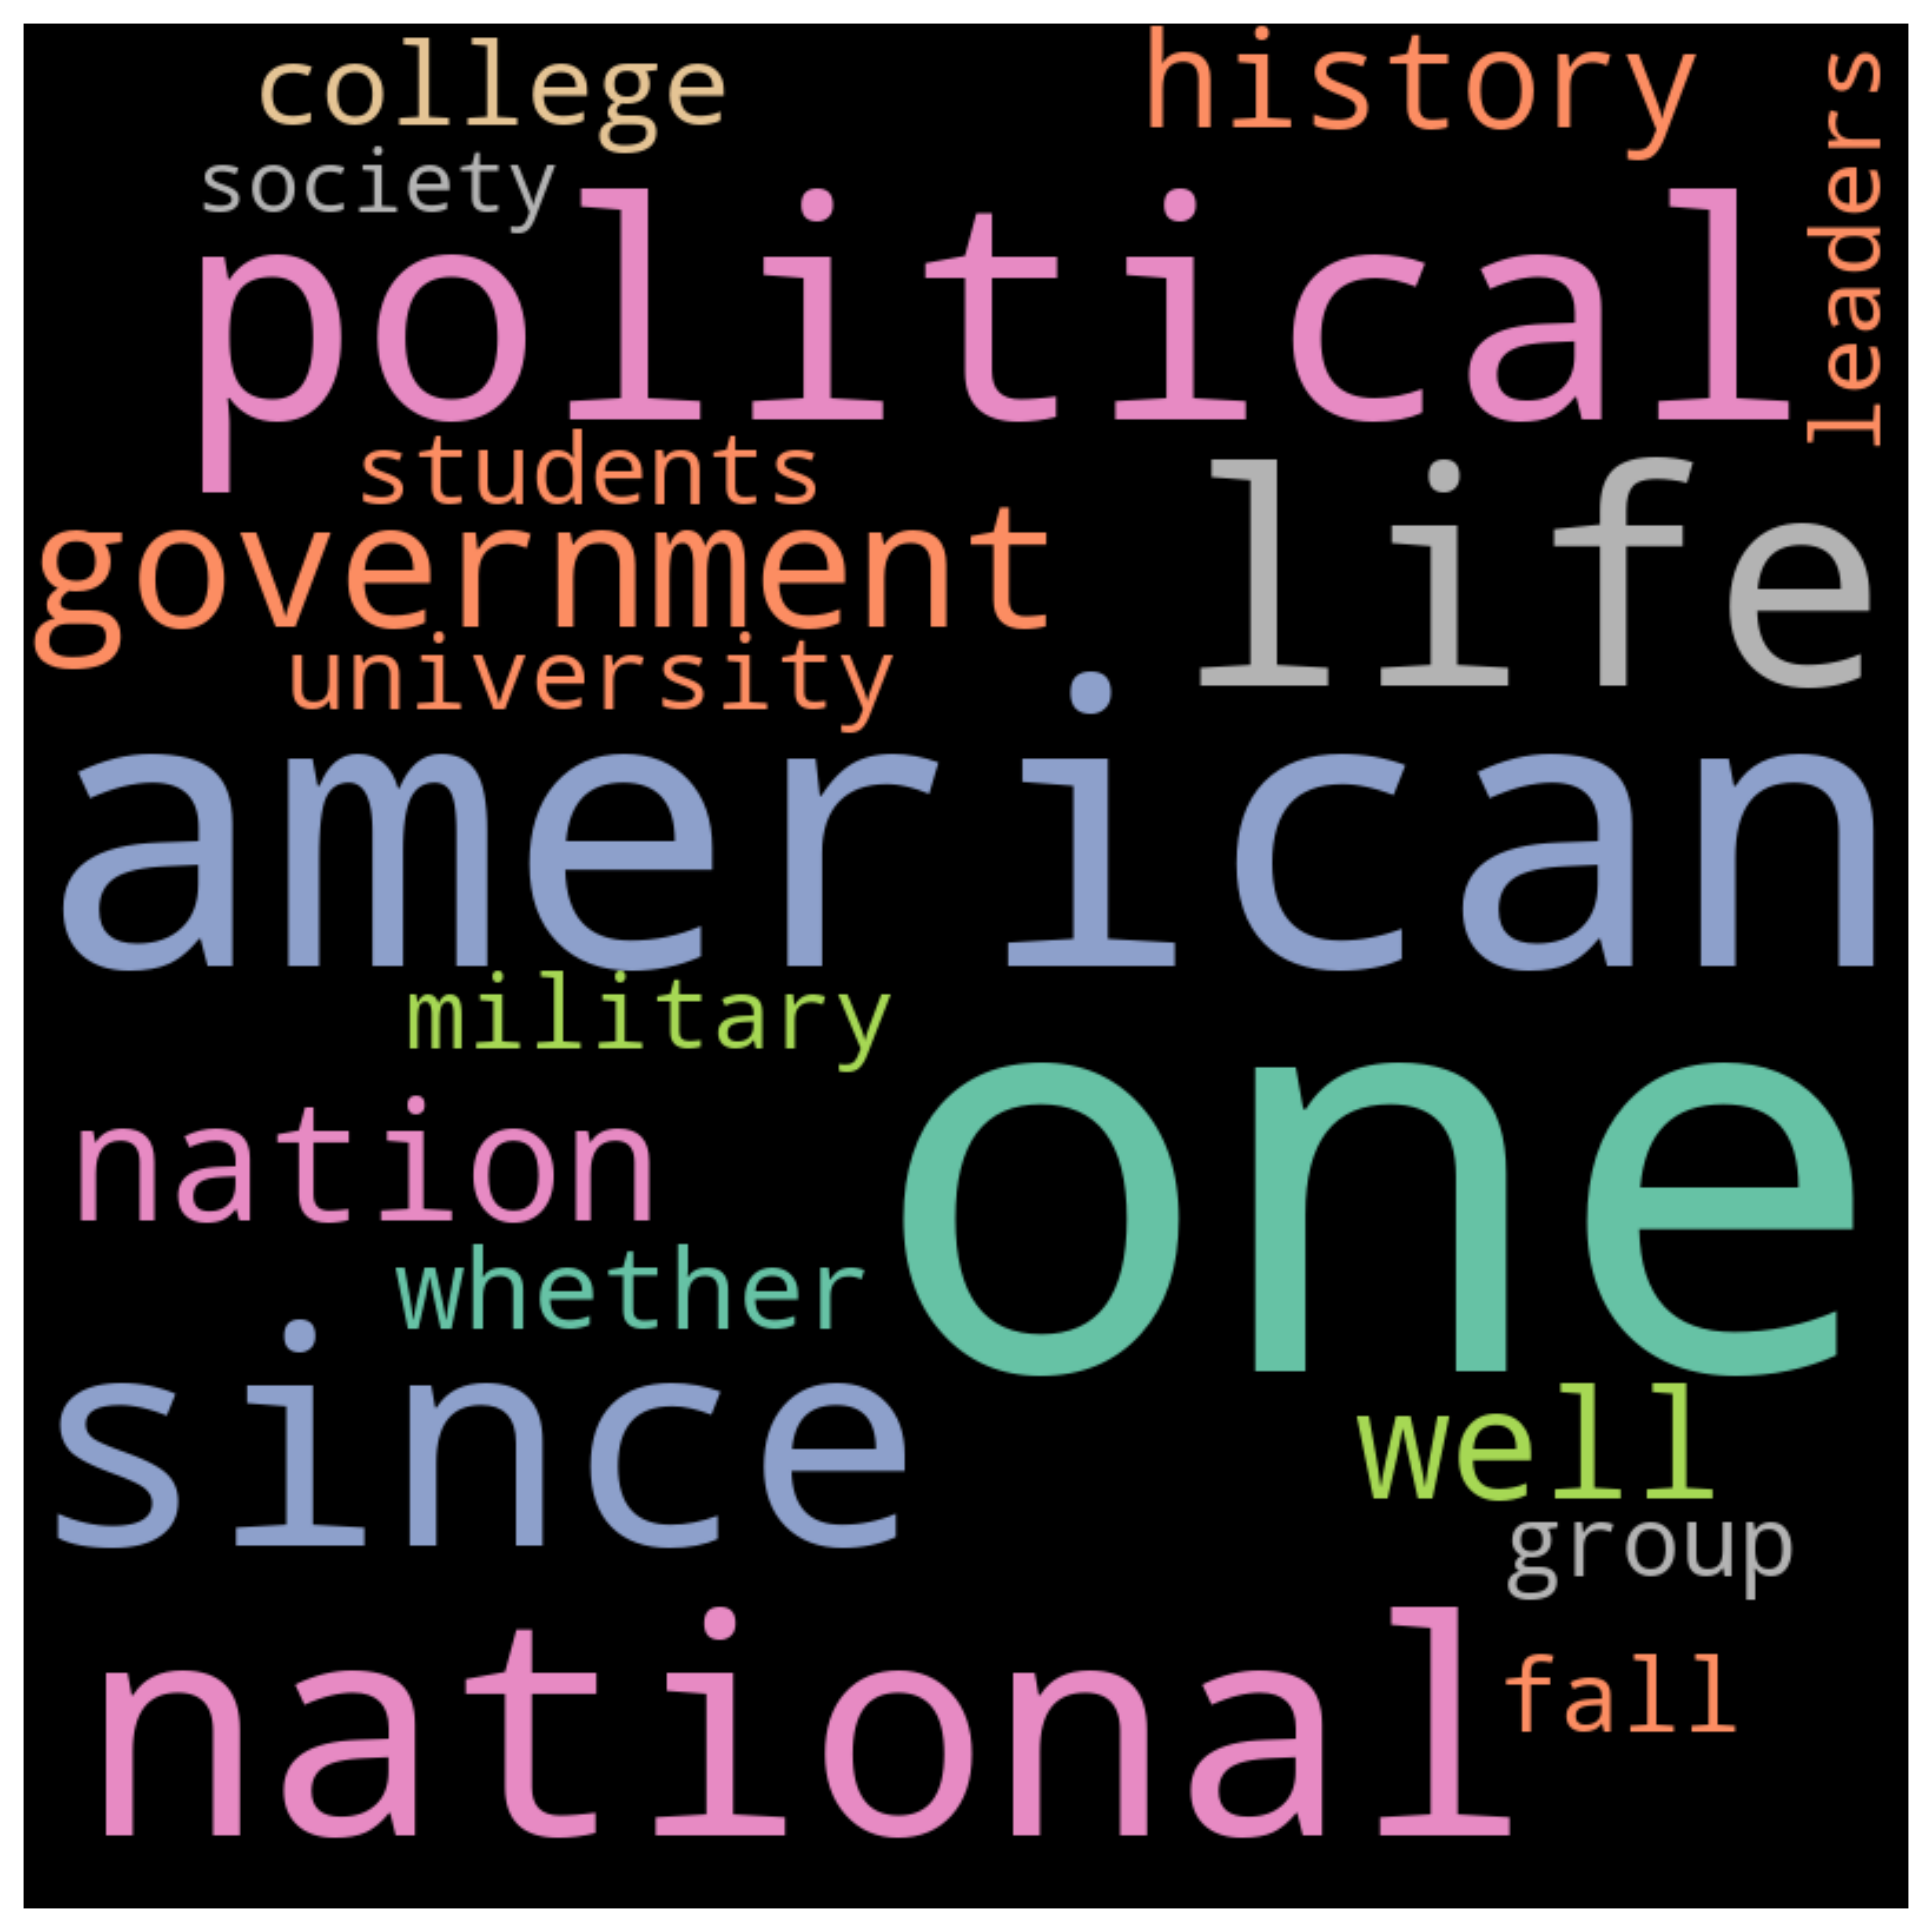 college
history
leaders
society
political
students
life
government
university
american
military
one
nation
whether
since
well
group
national
fall